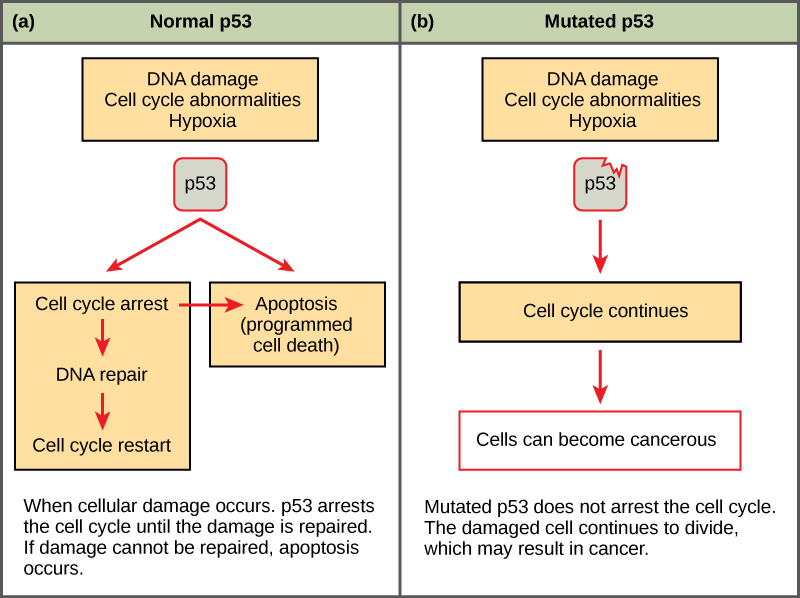 (a) Normal p53
DNA damage
Cell cycle abnormalities
Hypoxia
p53
Cell cycle arrest
DNA repair
Cell cycle restart
Apoptosis
(programmed
cell death)
When cellular damage occurs. p53 arrests
the cell cycle until the damage is repaired.
If damage cannot be repaired, apoptosis
occurs.
(b) Mutated p53
DNA damage
Cell cycle abnormalities
Hypoxia
p53
Cell cycle continues
Cells can become cancerous
Mutated p53 does not arrest the cell cycle.
The damaged cell continues to divide,
which may result in cancer.